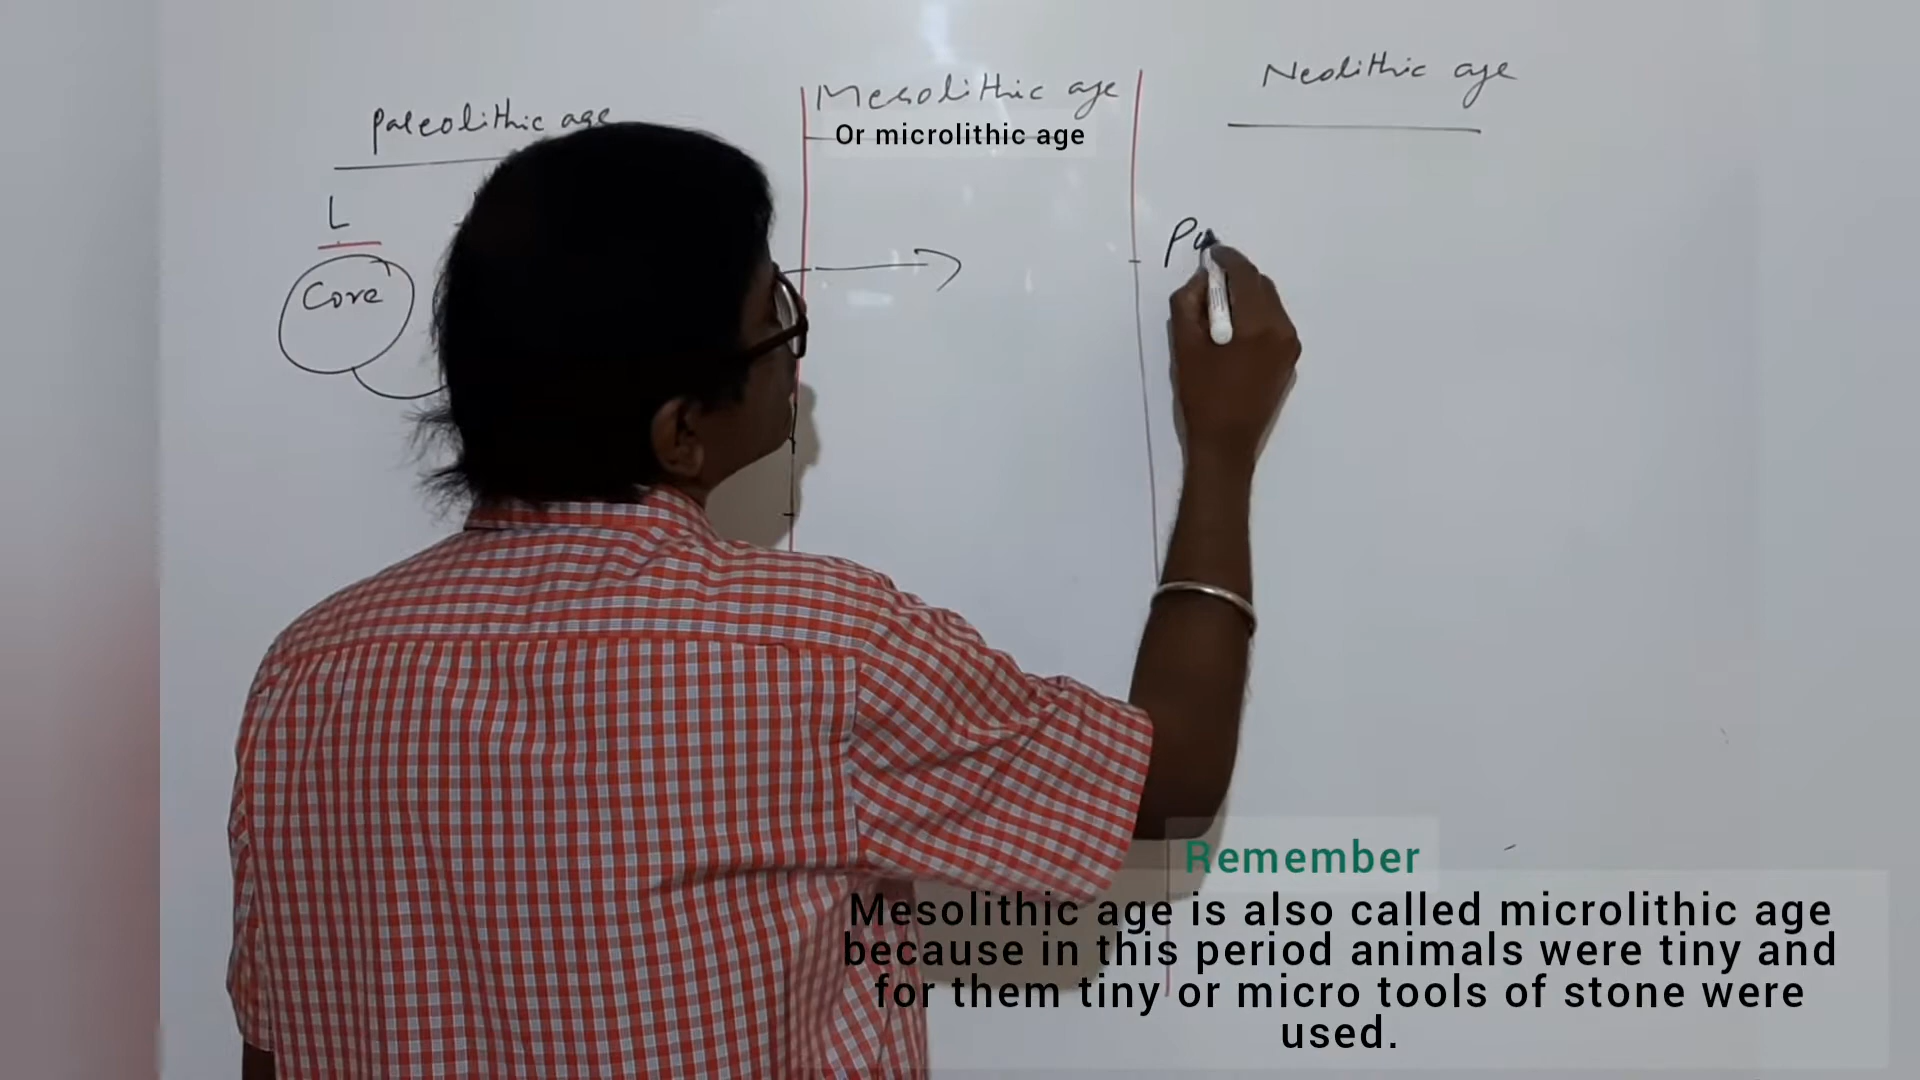 Paleolithic age
Mesolithic age
Or microlithic age
Neolithic age
L
Core
Remember
Mesolithic age is also called microlithic age
because in this period animals were tiny and
for them tiny or micro tools of stone were
used.